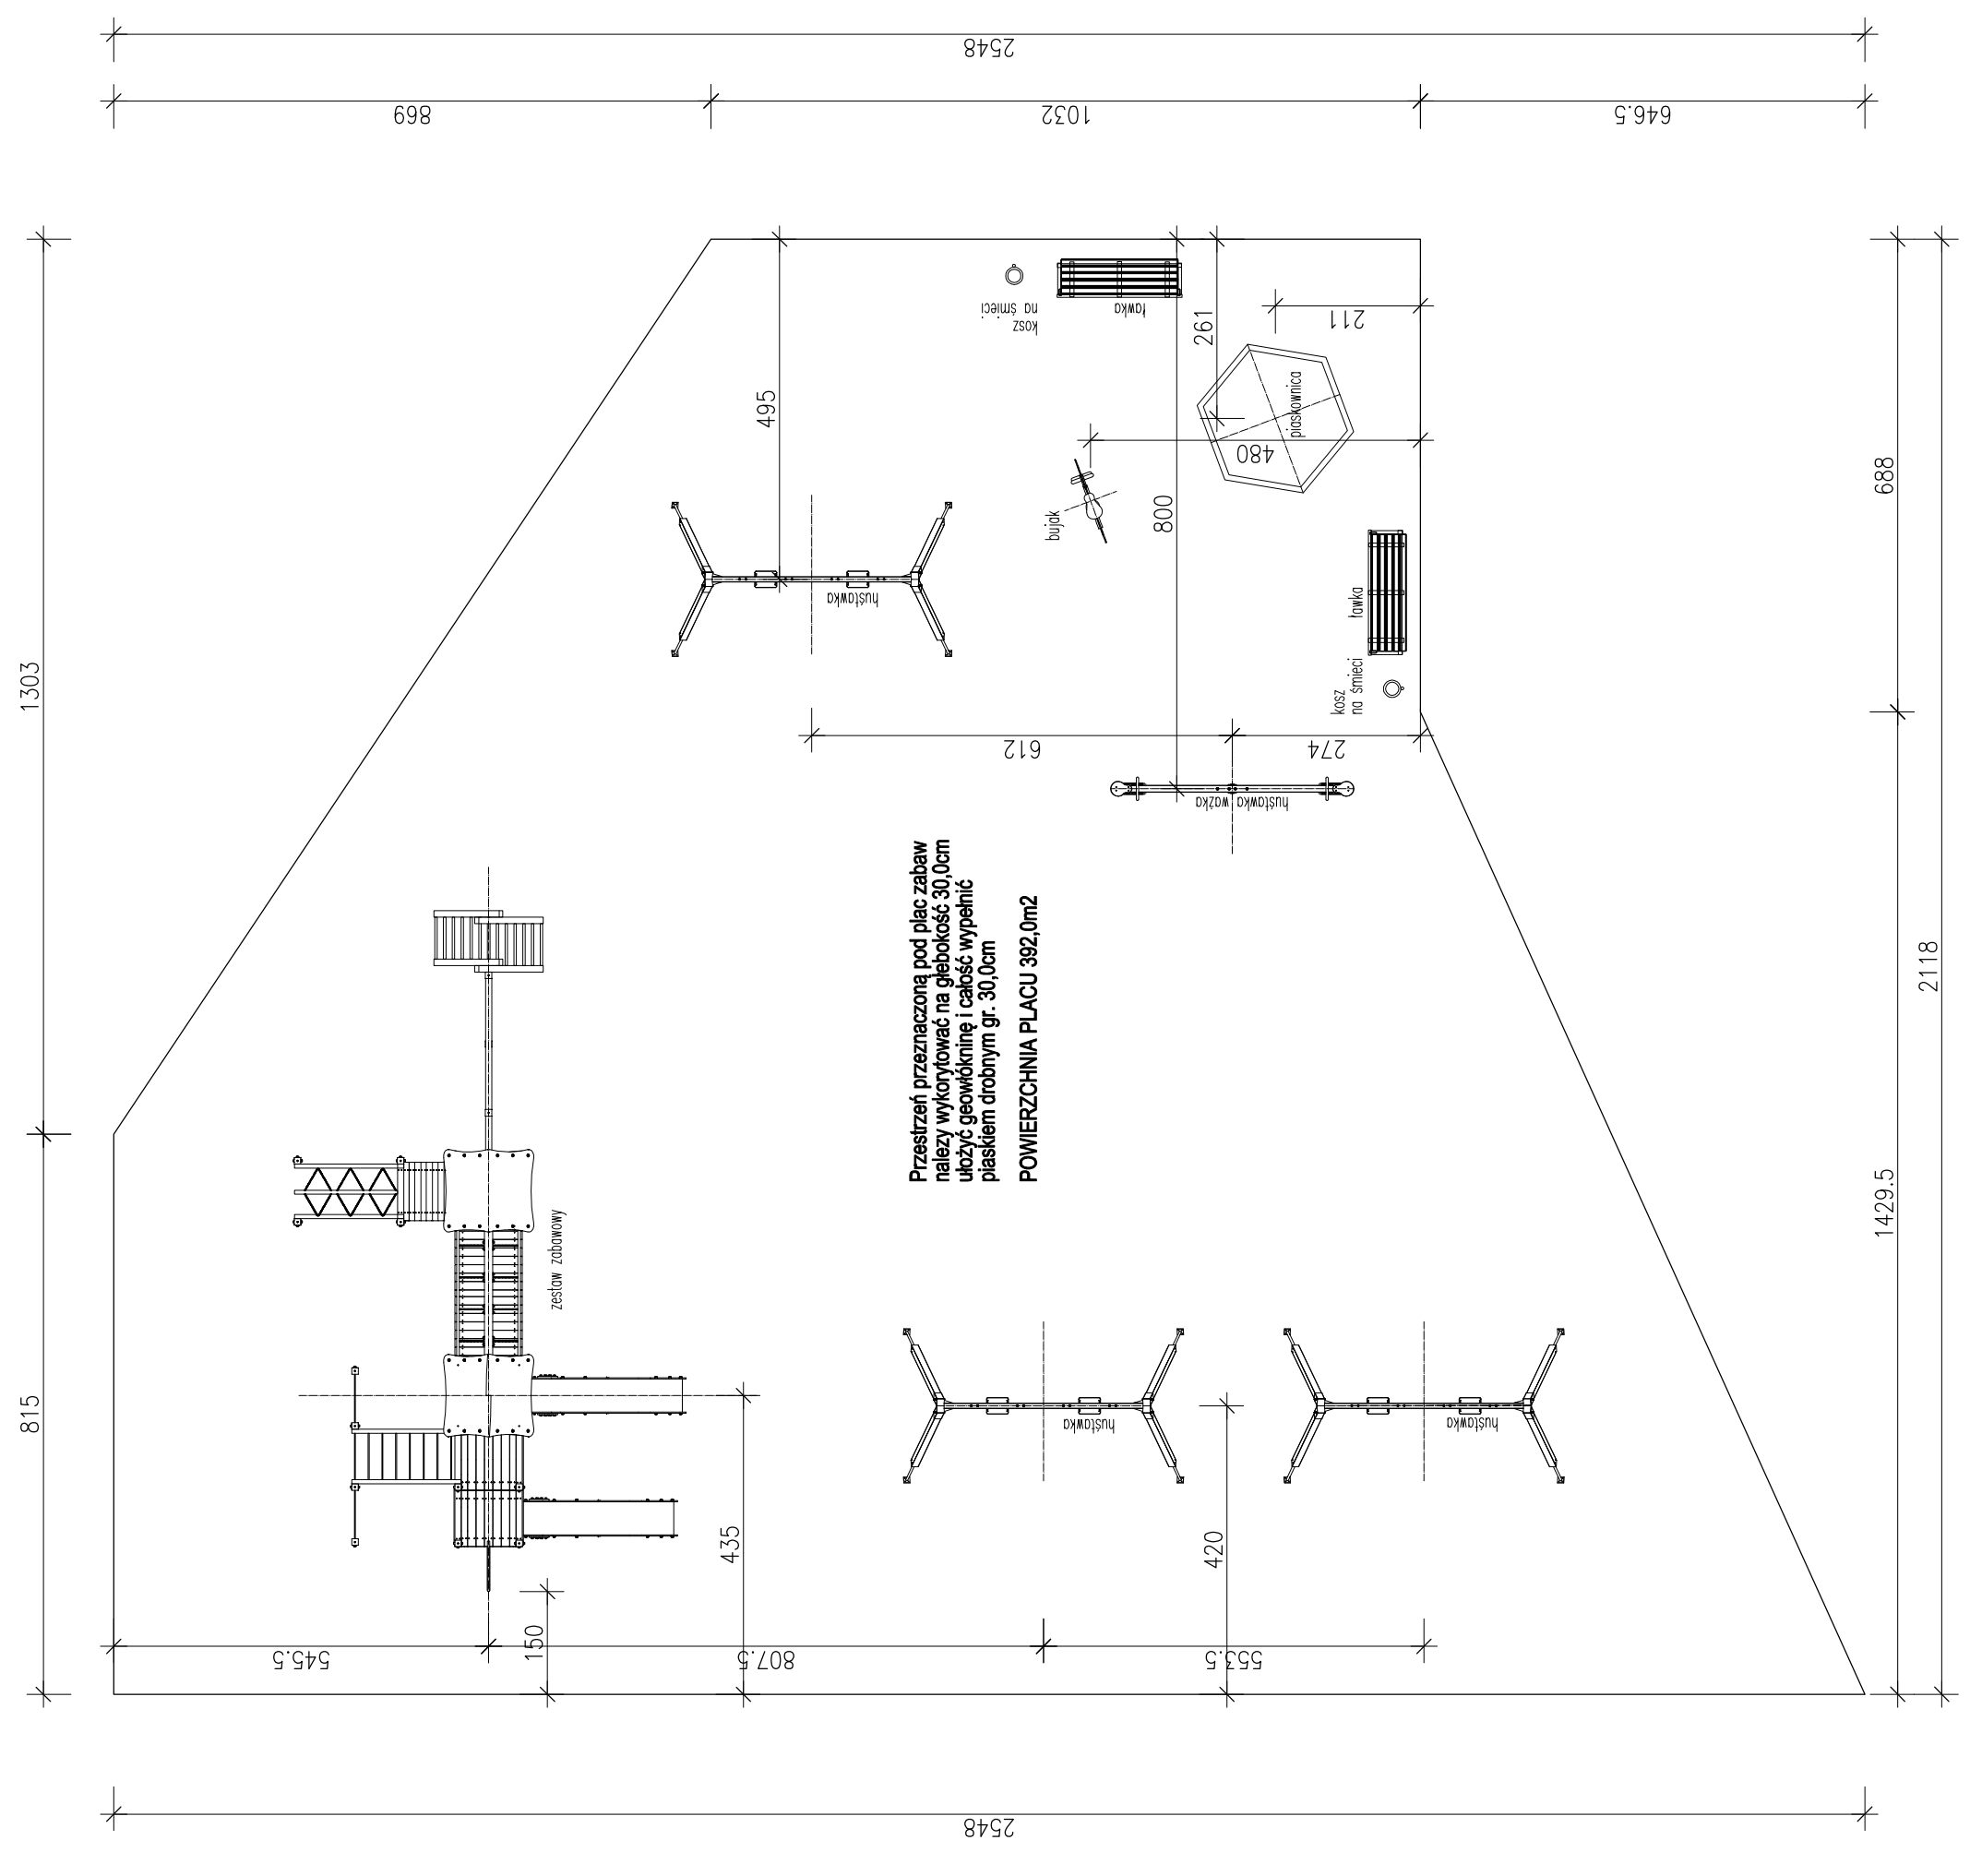 2548
869
1032
646.5
1303
815
495
kosz
na śmieci
ławka
261
211
piaskownica
480
bujak
800
huśtawka
ławka
kosz
na śmieci
688
612
274
huśtawka ważka
Przestrzeń przeznaczoną pod plac zabaw
nalezy wykorytować na głebokość 30,0cm
ułożyć geowłókninę i całość wypełnić
piaskiem drobnym gr. 30,0cm
POWIERZCHNIA PLACU 392,0m2
2118
1429.5
zestaw zabawowy
huśtawka
huśtawka
435
420
150
545.5
807.5
553.5
2548